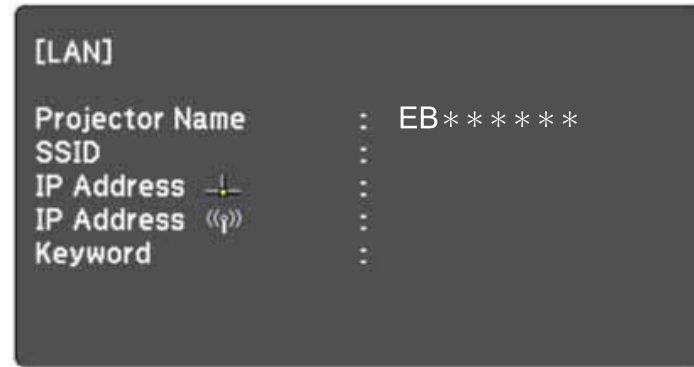 [LAN]
Projector Name : EB******
SSID :
IP Address :
IP Address :
Keyword :